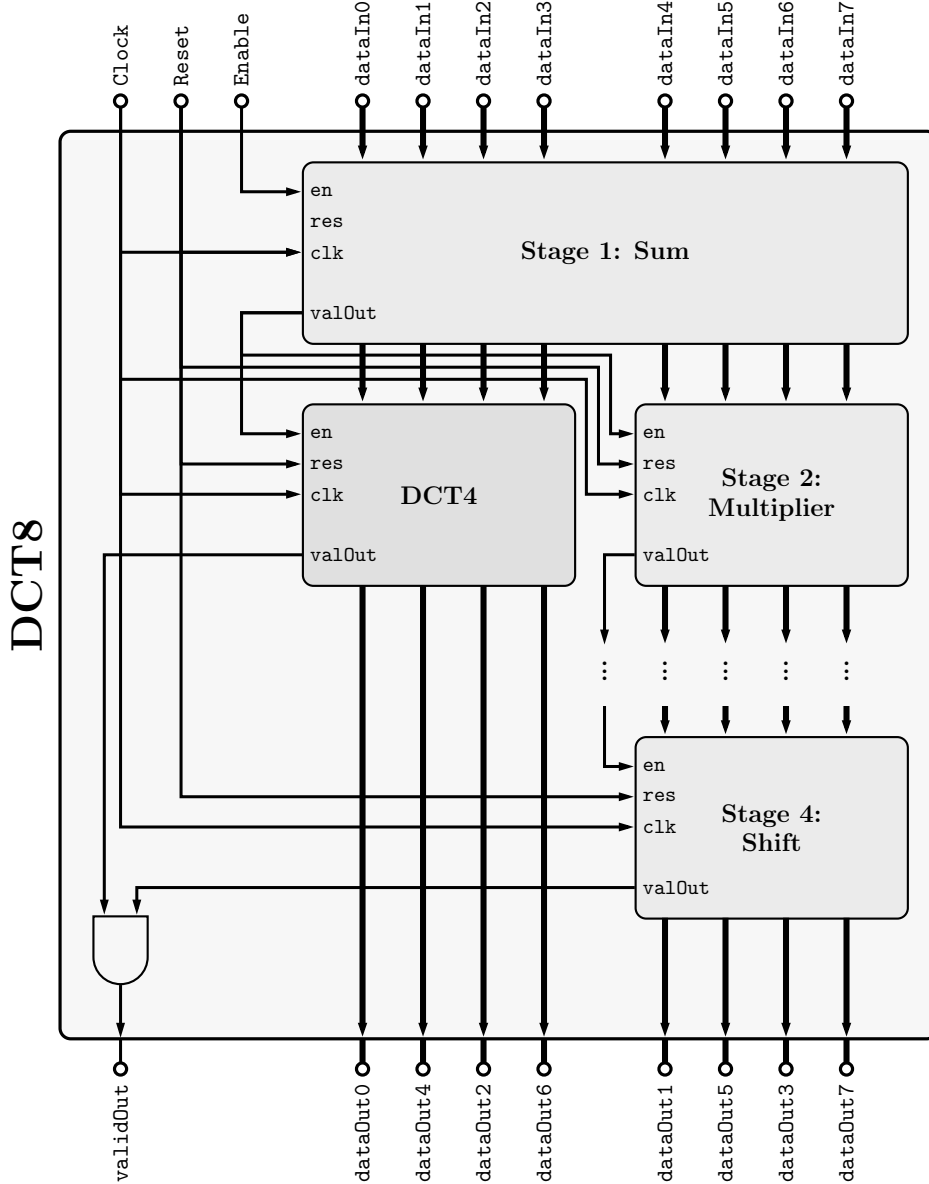 Clock
Reset
Enable
dataIn0
dataIn1
dataIn2
dataIn3
dataIn4
dataIn5
dataIn6
dataIn7
DCT8
en
res
clk
valOut
Stage 1: Sum
en
res
clk
valOut
DCT4
en
res
clk
valOut
Stage 2:
Multiplier
...
...
...
...
...
en
res
clk
valOut
Stage 4:
Shift
validOut
dataOut0
dataOut4
dataOut2
dataOut6
dataOut1
dataOut5
dataOut3
dataOut7